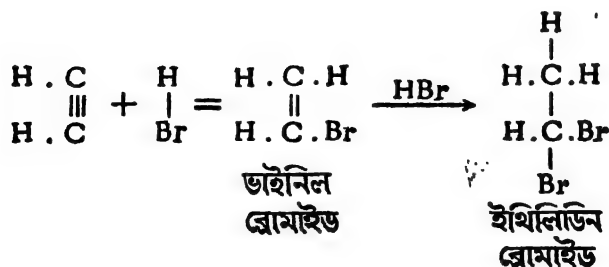 H
H . C H H . C . H H . C . H
||| + | = || HBr → |
H . C Br H . C . Br H . C . Br
|
Br
ভাইনিল
ব্রোমাইড
ইথিলিডিন
ব্রোমাইড